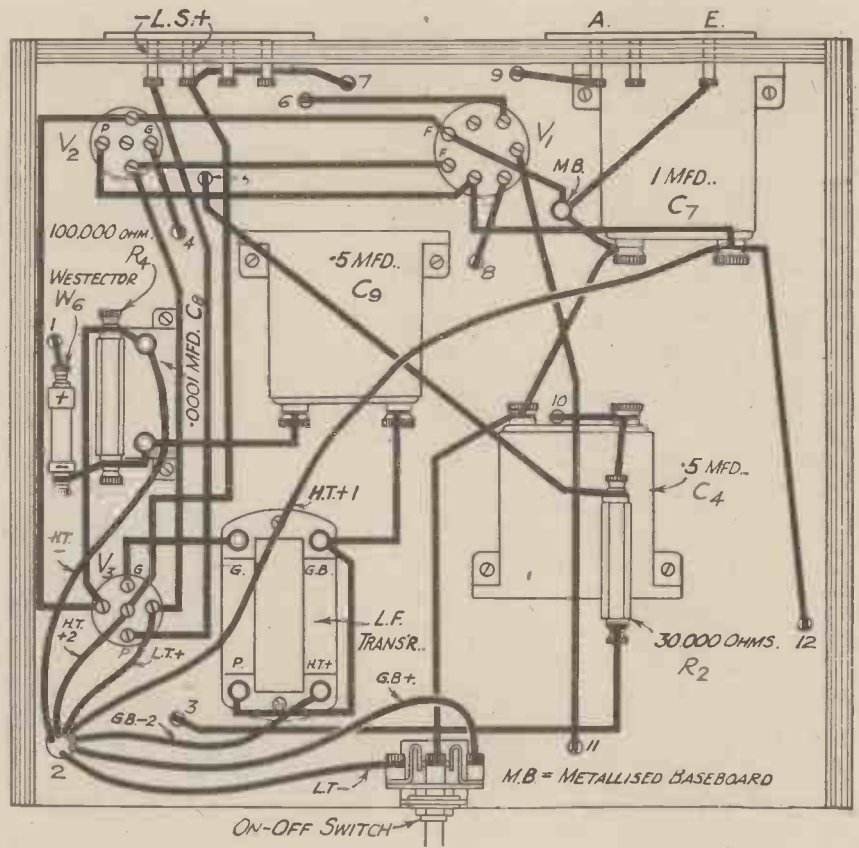 -L.S:+
A. E.
7
9
6
V2
P G
F
F
V1
M.B.
1 MFD..
C7
5
4
8
100.000 OHM.
R4
WESTECTOR
W6
1
.0001 MFD. C8
.5 MFD..
C9
10
.5 MFD..
C4
+
-
H.T.+1
H.T.
-
V3
G
P
H.T.
+2
L.T.+
G. G.B.
L.F.
TRANS'R..
P. H.T.+
30.000 OHMS.
R2
12
G.B+.
3
G.B.-2
2
11
L.T-
M.B. = METALLISED BASEBOARD
ON-OFF SWITCH